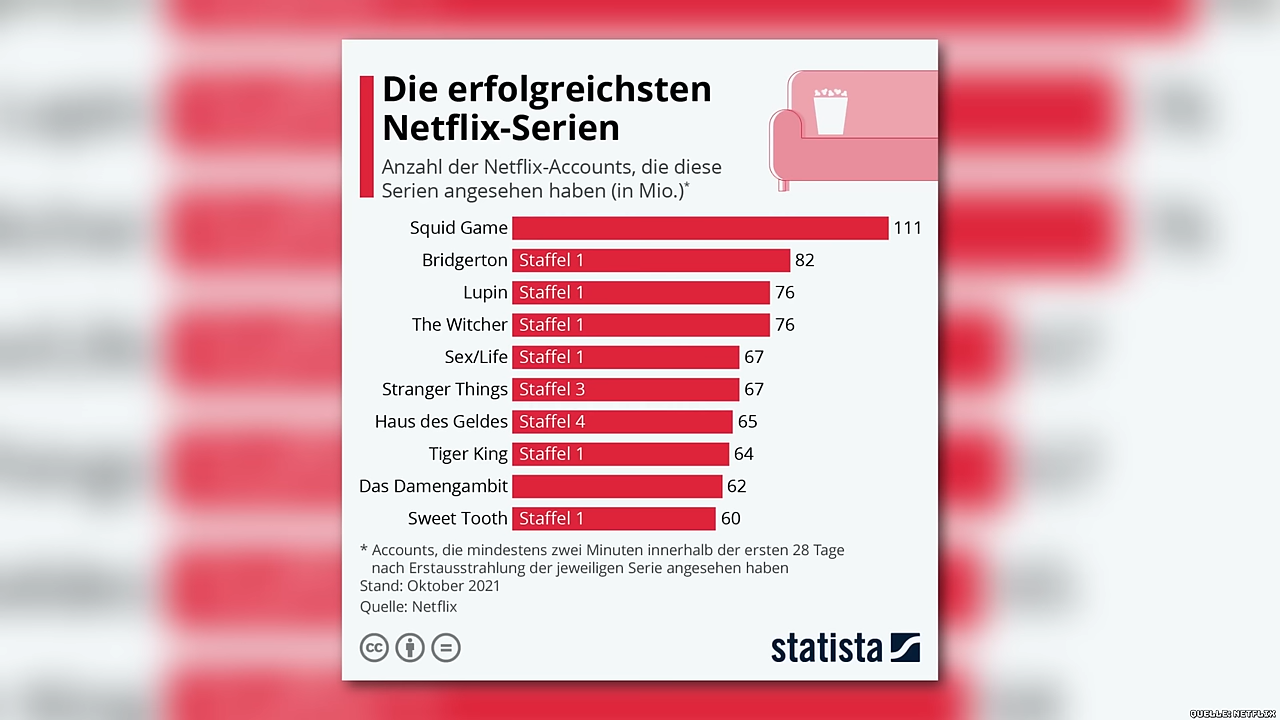 Die erfolgreichsten
Netflix-Serien
Anzahl der Netflix-Accounts, die diese
Serien angesehen haben (in Mio.)*
Squid Game 111
Bridgerton Staffel 1 82
Lupin Staffel 1 76
The Witcher Staffel 1 76
Sex/Life Staffel 1 67
Stranger Things Staffel 3 67
Haus des Geldes Staffel 4 65
Tiger King Staffel 1 64
Das Damengambit 62
Sweet Tooth Staffel 1 60
* Accounts, die mindestens zwei Minuten innerhalb der ersten 28 Tage
nach Erstausstrahlung der jeweiligen Serie angesehen haben
Stand: Oktober 2021
Quelle: Netflix
cc
statista
QUELLE: NETFLIX